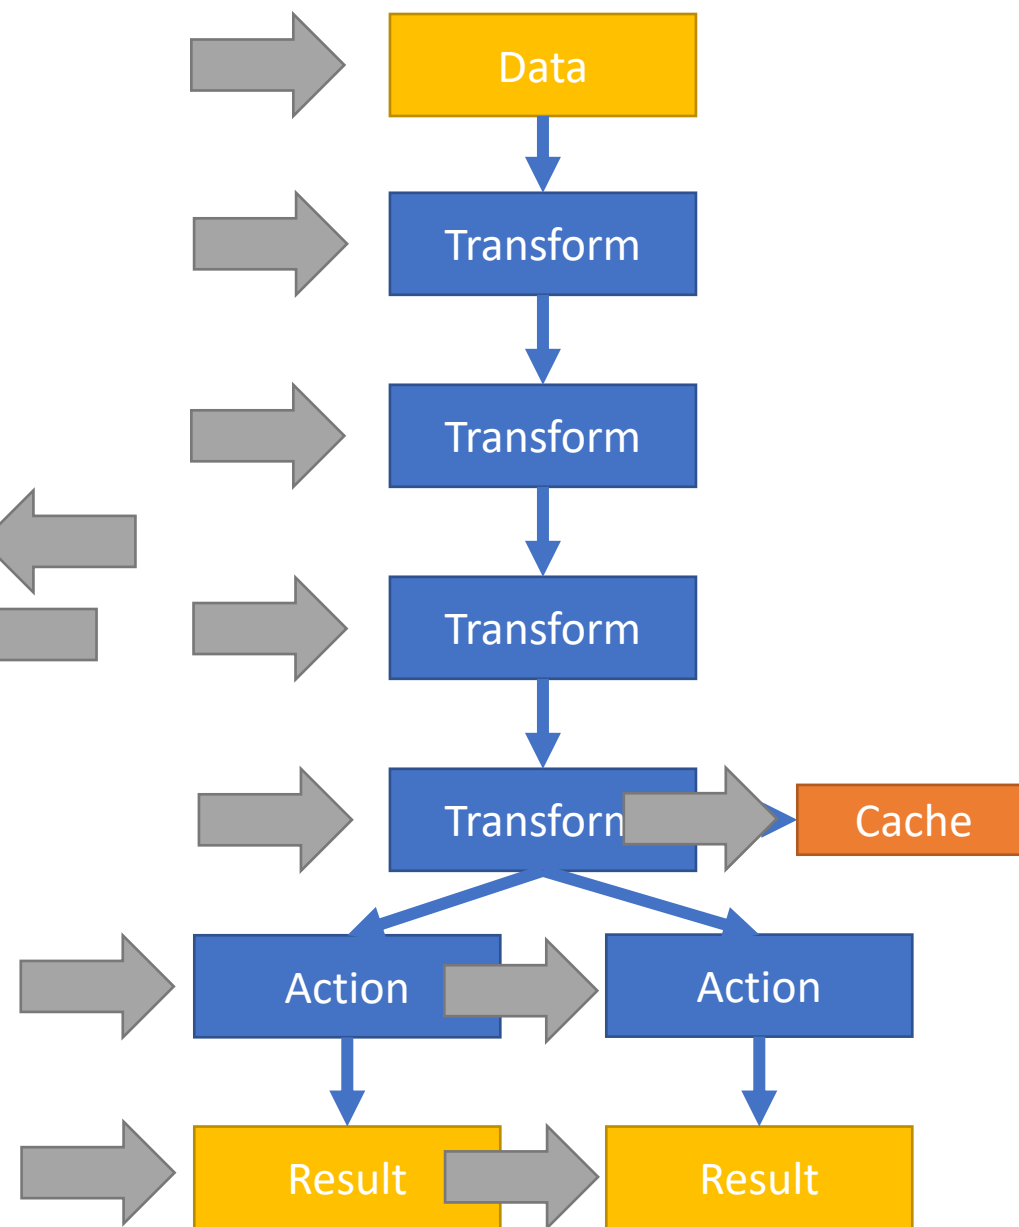 Data
Transform
Transform
Transform
Transform
Cache
Action
Action
Result
Result